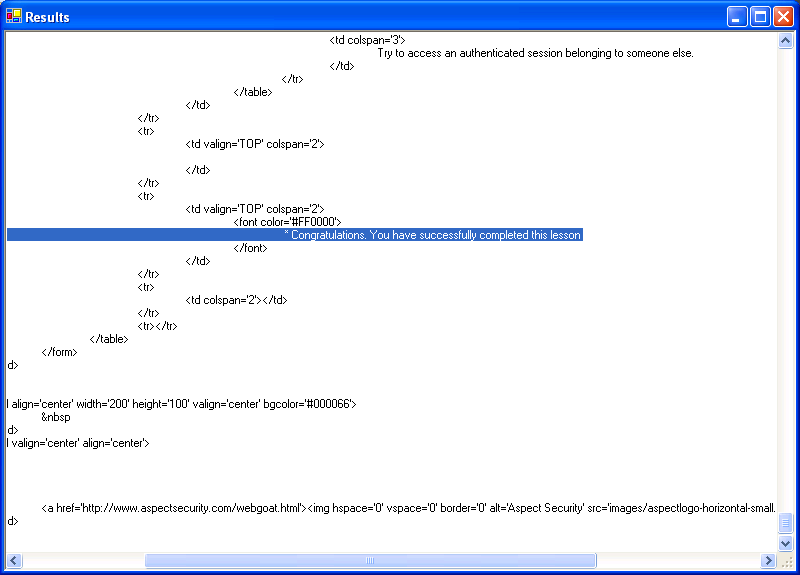 Results
<td colspan='3'>
Try to access an authenticated session belonging to someone else.
</td>
</tr>
</table>
</td>
</tr>
<tr>
<td valign='TOP' colspan='2'>
</td>
</tr>
<tr>
<td valign='TOP' colspan='2'>
<font color='#FF0000'>
* Congratulations. You have successfully completed this lesson
</font>
</td>
</tr>
<tr>
<td colspan='2'></td>
</tr>
<tr></tr>
</table>
</form>
d>
l align='center' width='200' height='100' valign='center' bgcolor='#000066'>
&nbsp
d>
l valign='center' align='center'>
<a href='http://www.aspectsecurity.com/webgoat.html'><img hspace='0' vspace='0' border='0' alt='Aspect Security' src='images/aspectlogo-horizontal-small.
d>